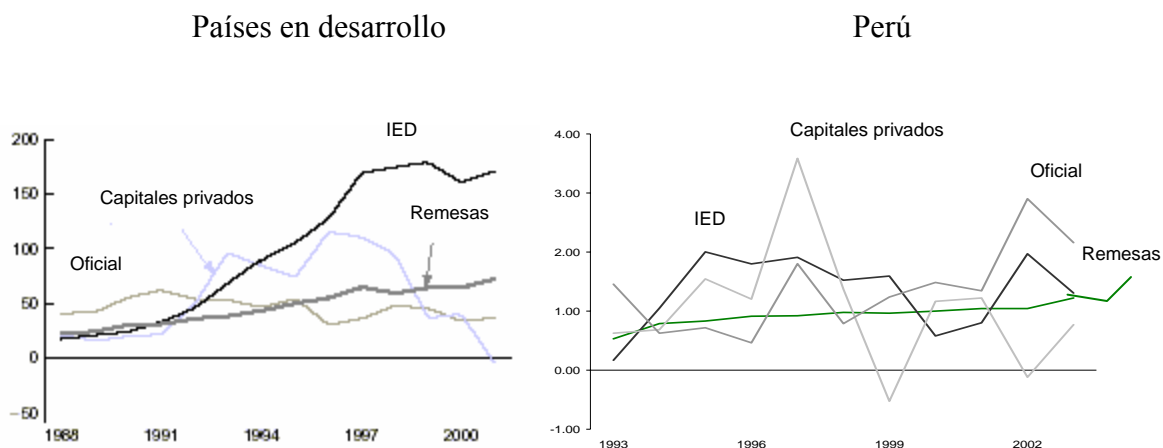 Países en desarrollo
Perú
IED
Capitales privados
Remesas
Oficial
200
150
100
50
0
−50
1988
1991
1994
1997
2000
Capitales privados
Oficial
IED
Remesas
4.00
3.00
2.00
1.00
0.00
-1.00
1993
1996
1999
2002